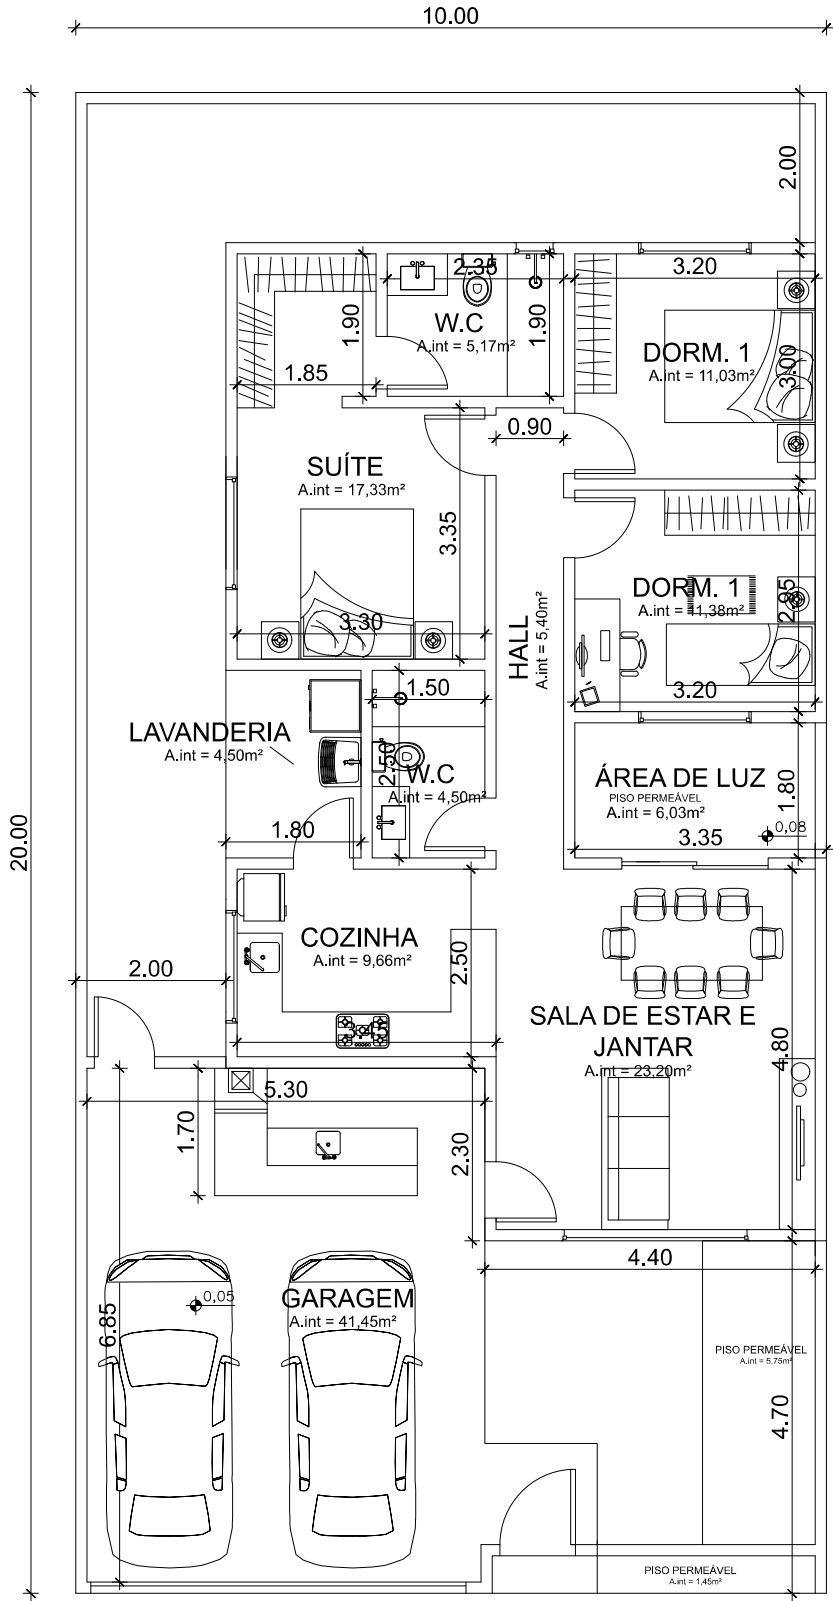 10.00
2.00
2.35
3.20
1.90
W.C
A.int = 5,17m²
1.90
DORM. 1
A.int = 11,03m²
3.00
1.85
0.90
SUÍTE
A.int = 17,33m²
3.35
DORM. 1
A.int = 11,38m²
2.85
3.30
HALL
A.int = 5,40m²
3.20
1.50
LAVANDERIA
A.int = 4,50m²
2.50
W.C
A.int = 4,50m²
ÁREA DE LUZ
PISO PERMEÁVEL
A.int = 6,03m²
1.80
0,08
1.80
3.35
20.00
COZINHA
A.int = 9,66m²
2.50
2.00
SALA DE ESTAR E
JANTAR
A.int = 23,20m²
4.80
3.45
5.30
1.70
2.30
4.40
GARAGEM
A.int = 41,45m²
0,05
6.85
PISO PERMEÁVEL
A.int = 5,75m²
4.70
PISO PERMEÁVEL
A.int = 1,45m²